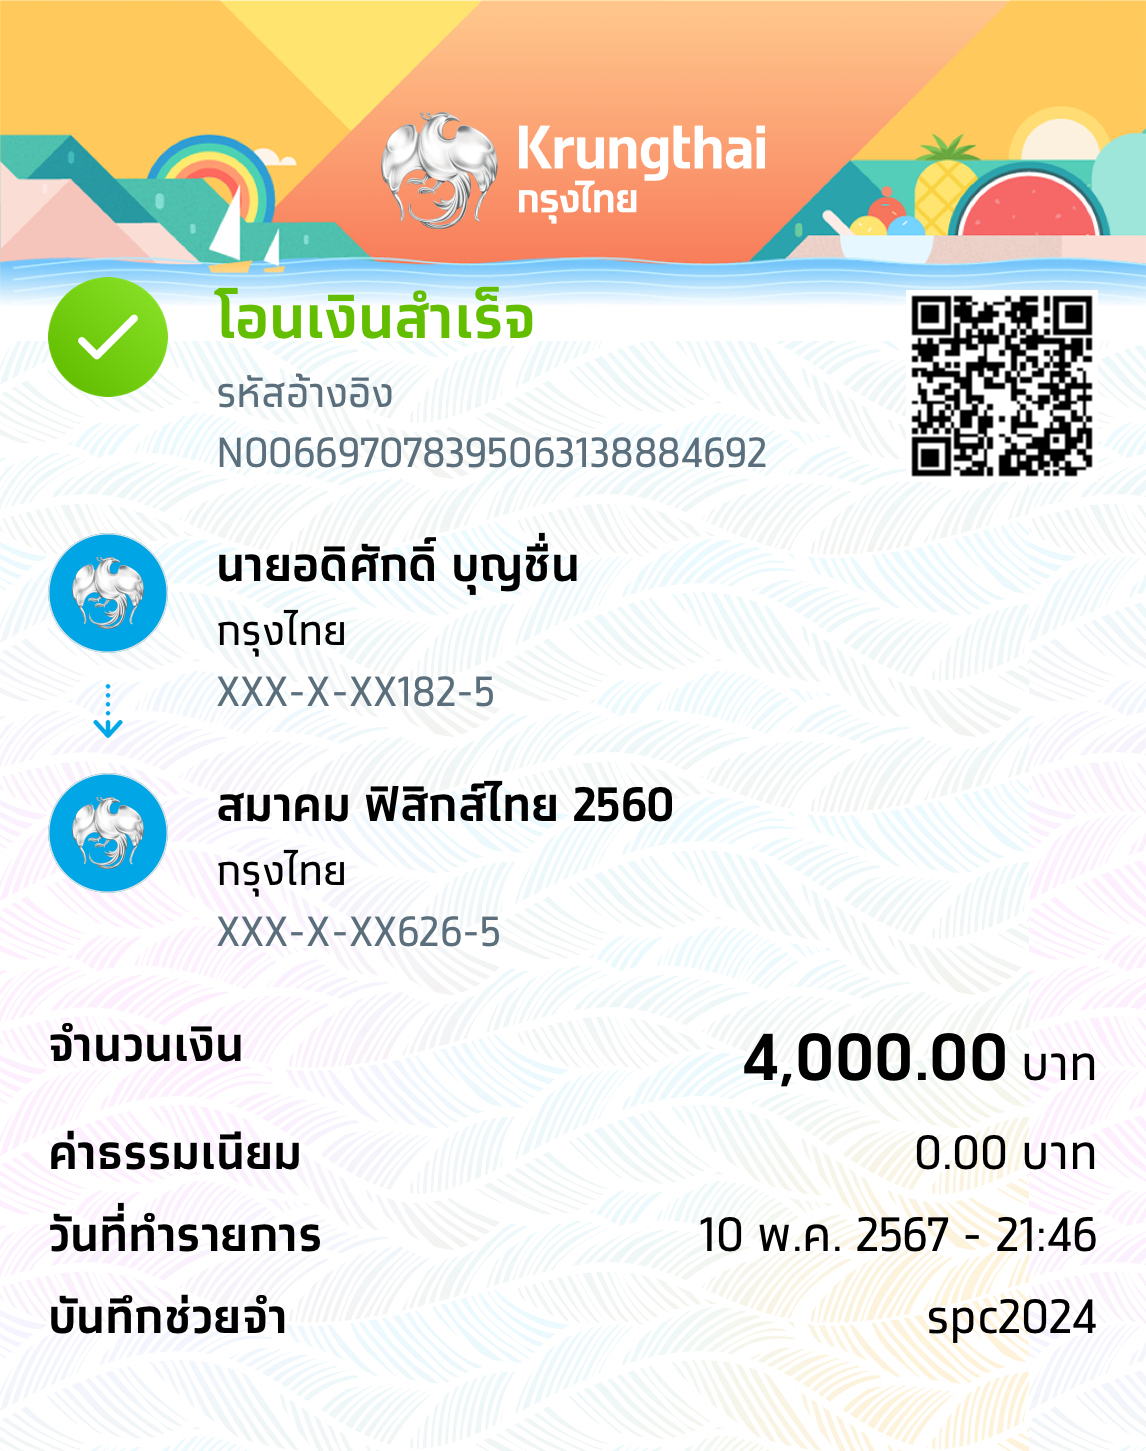 Krungthai
กรุงไทย
โอนเงินสำเร็จ
รหัสอ้างอิง
N006697078395063138884692
นายอดิศักดิ์ บุญชื่น
กรุงไทย
XXX-X-XX182-5
สมาคม ฟิสิกส์ไทย 2560
กรุงไทย
XXX-X-XX626-5
จำนวนเงิน 4,000.00 บาท
ค่าธรรมเนียม 0.00 บาท
วันที่ทำรายการ 10 พ.ค. 2567 - 21:46
บันทึกช่วยจำ spc2024